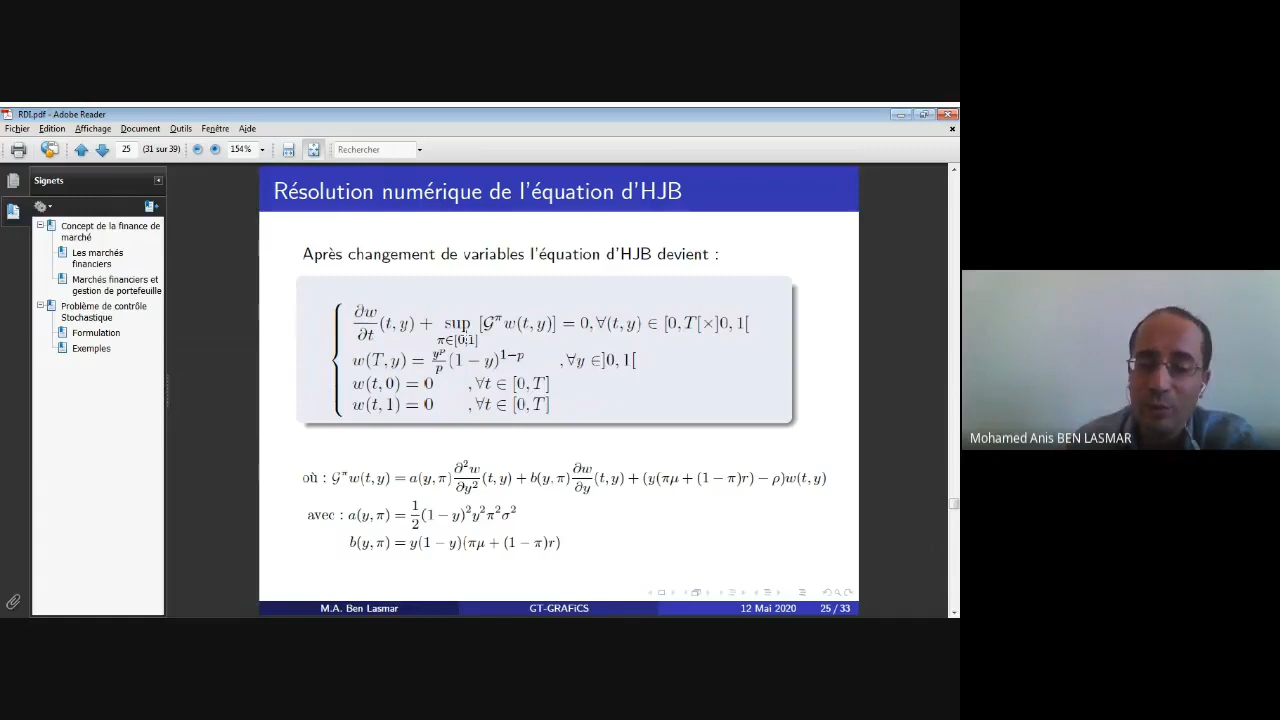 RDI.pdf - Adobe Reader
Fichier Edition Affichage Document Outils Fenêtre Aide
25 (31 sur 39) 154% Rechercher
Signets
Concept de la finance de
marché
Les marchés
financiers
Marchés financiers et
gestion de portefeuille
Problème de contrôle
Stochastique
Formulation
Exemples
Résolution numérique de l'équation d'HJB
Après changement de variables l'équation d'HJB devient :
∂w/∂t (t, y) + sup_{π∈[0;1]} [𝒢^π w(t, y)] = 0, ∀(t, y) ∈ [0, T[×]0, 1[
w(T, y) = y^p/p (1 − y)^{1−p} , ∀y ∈]0, 1[
w(t, 0) = 0 , ∀t ∈ [0, T]
w(t, 1) = 0 , ∀t ∈ [0, T]
où : 𝒢^π w(t, y) = a(y, π) ∂²w/∂y² (t, y) + b(y, π) ∂w/∂y (t, y) + (y(πμ + (1 − π)r) − ρ)w(t, y)
avec : a(y, π) = 1/2 (1 − y)²y²π²σ²
b(y, π) = y(1 − y)(πμ + (1 − π)r)
M.A. Ben Lasmar GT-GRAFiCS 12 Mai 2020 25 / 33
Mohamed Anis BEN LASMAR